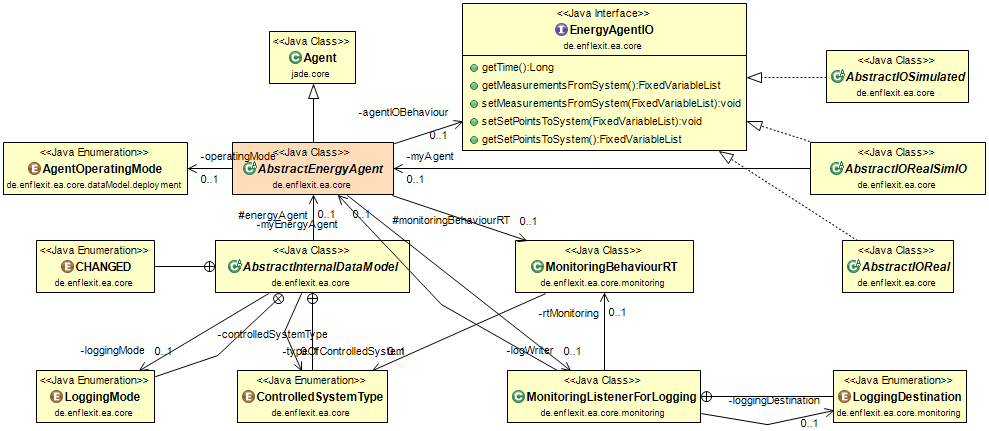 <<Java Interface>>
EnergyAgentIO
de.enflexit.ea.core
getTime():Long
getMeasurementsFromSystem():FixedVariableList
setMeasurementsFromSystem(FixedVariableList):void
setSetPointsToSystem(FixedVariableList):void
getSetPointsToSystem():FixedVariableList
<<Java Class>>
Agent
jade.core
<<Java Class>>
AbstractIOSimulated
de.enflexit.ea.core
-agentIOBehaviour
0..1
<<Java Enumeration>>
AgentOperatingMode
de.enflexit.ea.core.dataModel.deployment
-operatingMode
0..1
<<Java Class>>
AbstractEnergyAgent
de.enflexit.ea.core
-myAgent
0..1
<<Java Class>>
AbstractIORealSimIO
de.enflexit.ea.core
#energyAgent
0..1
-myEnergyAgent
0..1
#monitoringBehaviourRT
0..1
<<Java Enumeration>>
CHANGED
de.enflexit.ea.core
<<Java Class>>
AbstractInternalDataModel
de.enflexit.ea.core
<<Java Class>>
MonitoringBehaviourRT
de.enflexit.ea.core.monitoring
<<Java Class>>
AbstractIOReal
de.enflexit.ea.core
-rtMonitoring
0..1
-controlledSystemType
0..1
-loggingMode
0..1
-typeOfControlledSystem
0..1
-logWriter
0..1
<<Java Enumeration>>
LoggingMode
de.enflexit.ea.core
<<Java Enumeration>>
ControlledSystemType
de.enflexit.ea.core
<<Java Class>>
MonitoringListenerForLogging
de.enflexit.ea.core.monitoring
-loggingDestination
0..1
<<Java Enumeration>>
LoggingDestination
de.enflexit.ea.core.monitoring